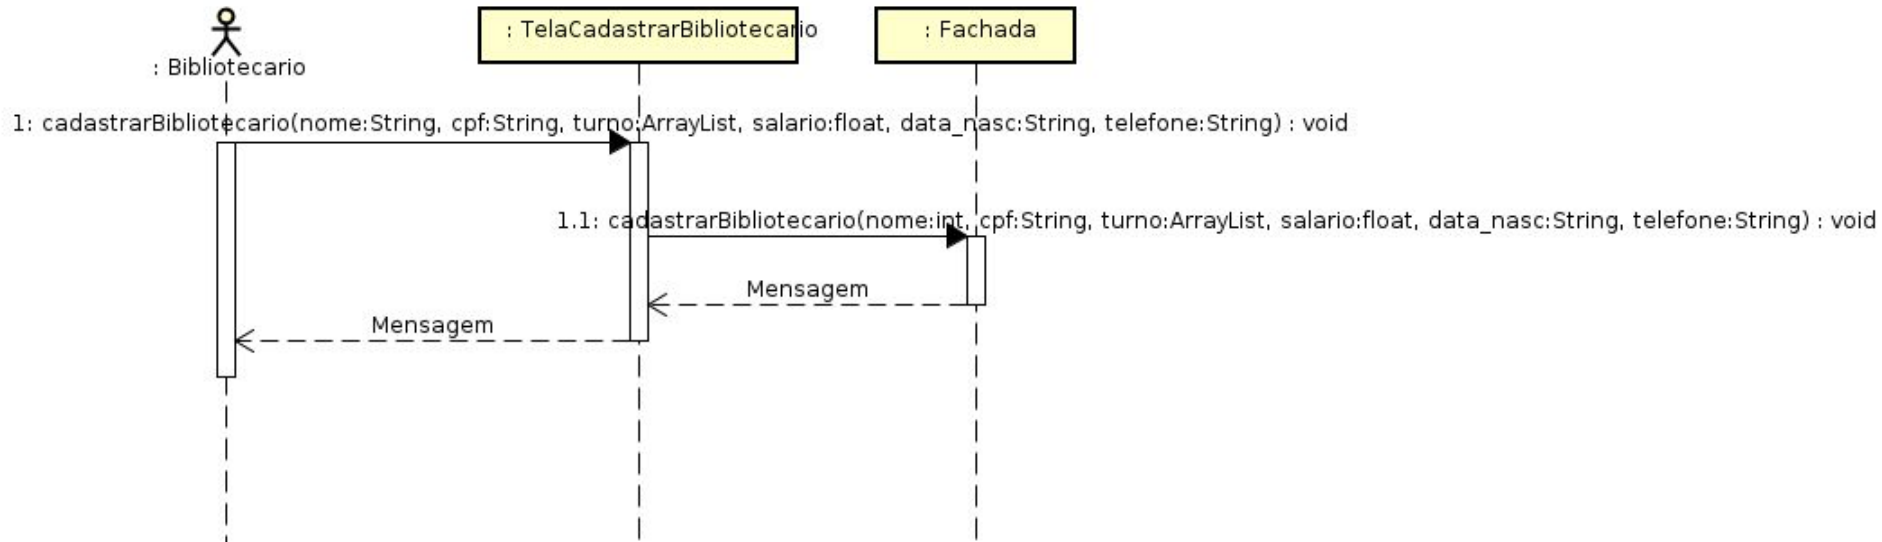 : TelaCadastrarBibliotecario
: Fachada
: Bibliotecario
1: cadastrarBibliotecario(nome:String, cpf:String, turno:ArrayList, salario:float, data_nasc:String, telefone:String) : void
1.1: cadastrarBibliotecario(nome:int, cpf:String, turno:ArrayList, salario:float, data_nasc:String, telefone:String) : void
Mensagem
Mensagem